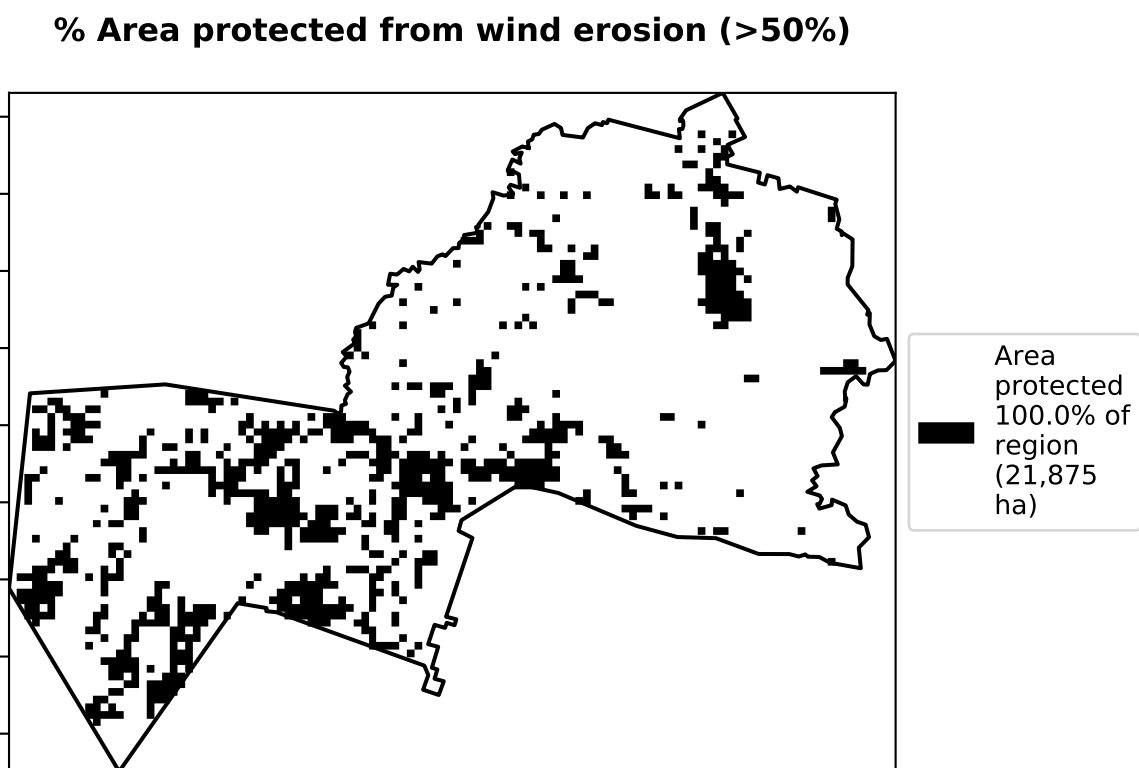 % Area protected from wind erosion (>50%)
Area
protected
100.0% of
region
(21,875
ha)